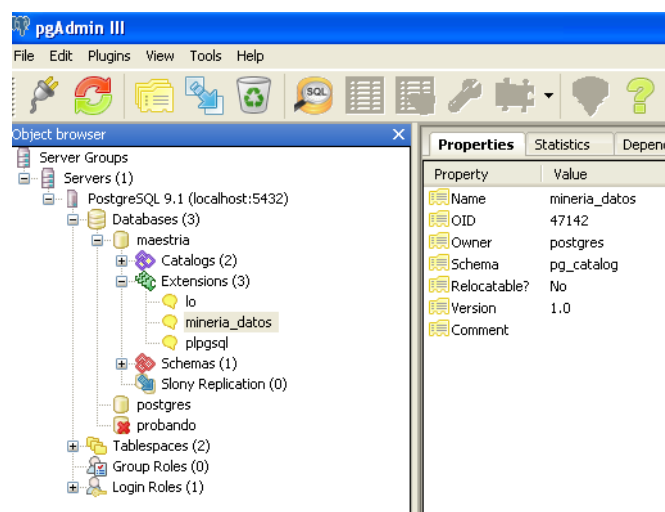 pgAdmin III
File Edit Plugins View Tools Help
SQL
Object browser
Server Groups
Servers (1)
PostgreSQL 9.1 (localhost:5432)
Databases (3)
maestria
Catalogs (2)
Extensions (3)
lo
mineria_datos
plpgsql
Schemas (1)
Slony Replication (0)
postgres
probando
Tablespaces (2)
Group Roles (0)
Login Roles (1)
Properties Statistics Depen
Property Value
Name mineria_datos
OID 47142
Owner postgres
Schema pg_catalog
Relocatable? No
Version 1.0
Comment